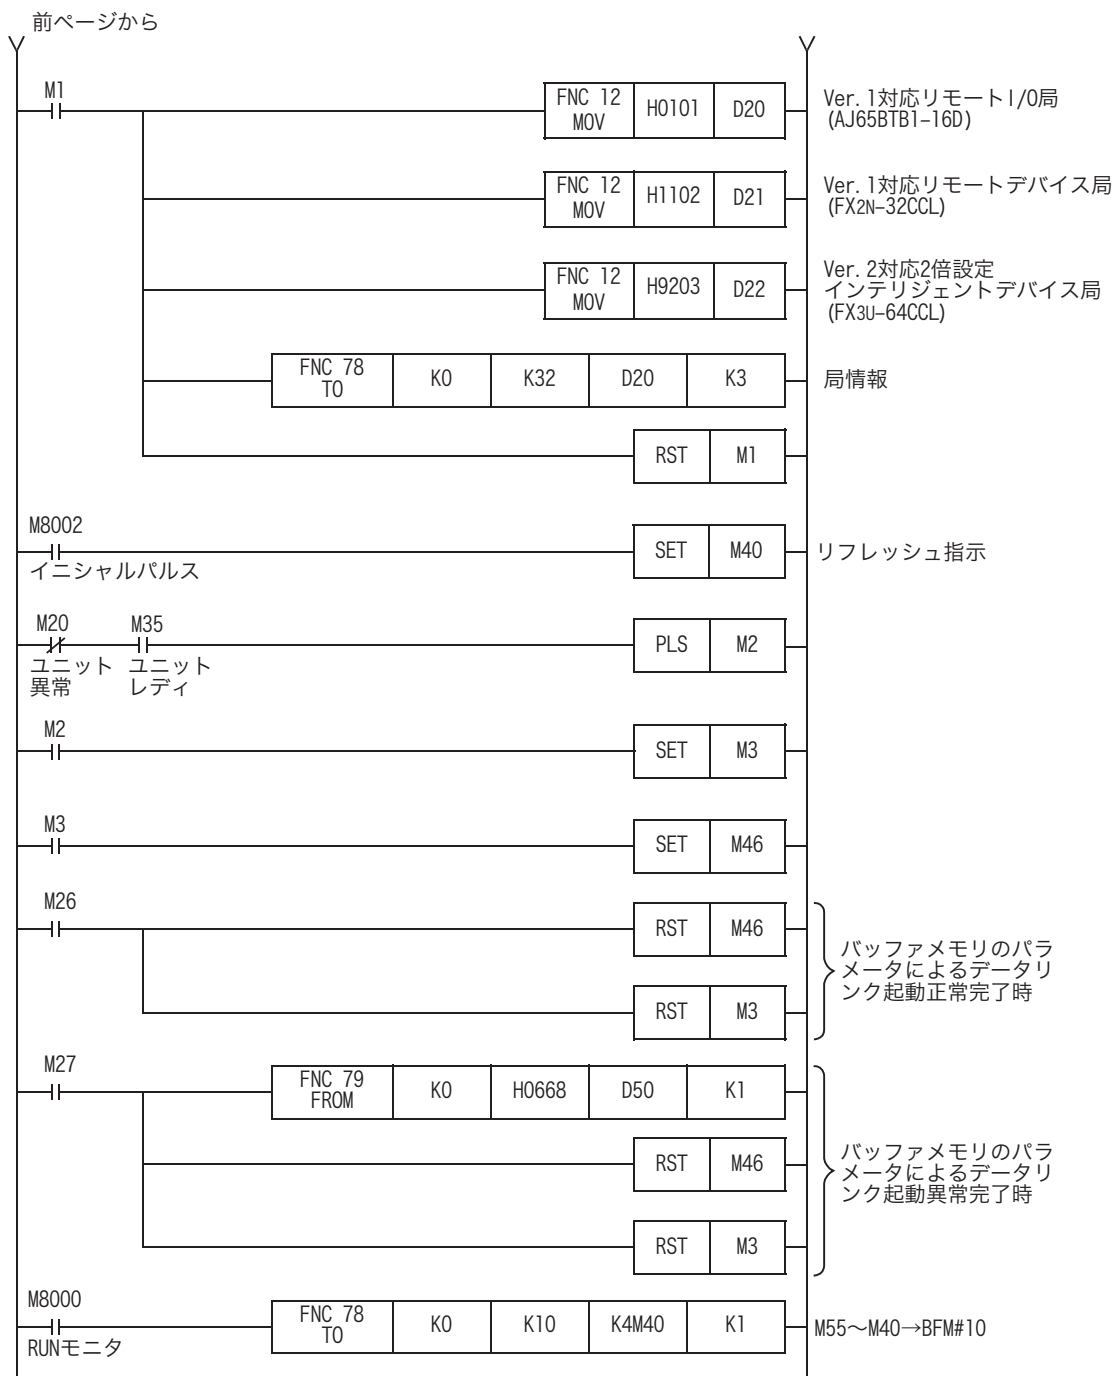 前ページから
M1
FNC 12
MOV
H0101
D20
Ver. 1対応リモートI/O局
(AJ65BTB1-16D)
FNC 12
MOV
H1102
D21
Ver. 1対応リモートデバイス局
(FX2N-32CCL)
FNC 12
MOV
H9203
D22
Ver. 2対応2倍設定
インテリジェントデバイス局
(FX3U-64CCL)
FNC 78
TO
K0
K32
D20
K3
局情報
RST
M1
M8002
イニシャルパルス
SET
M40
リフレッシュ指示
M20
ユニット
異常
M35
ユニット
レディ
PLS
M2
M2
SET
M3
M3
SET
M46
M26
RST
M46
RST
M3
バッファメモリのパラ
メータによるデータリ
ンク起動正常完了時
M27
FNC 79
FROM
K0
H0668
D50
K1
RST
M46
RST
M3
バッファメモリのパラ
メータによるデータリ
ンク起動異常完了時
M8000
RUNモニタ
FNC 78
TO
K0
K10
K4M40
K1
M55～M40→BFM#10